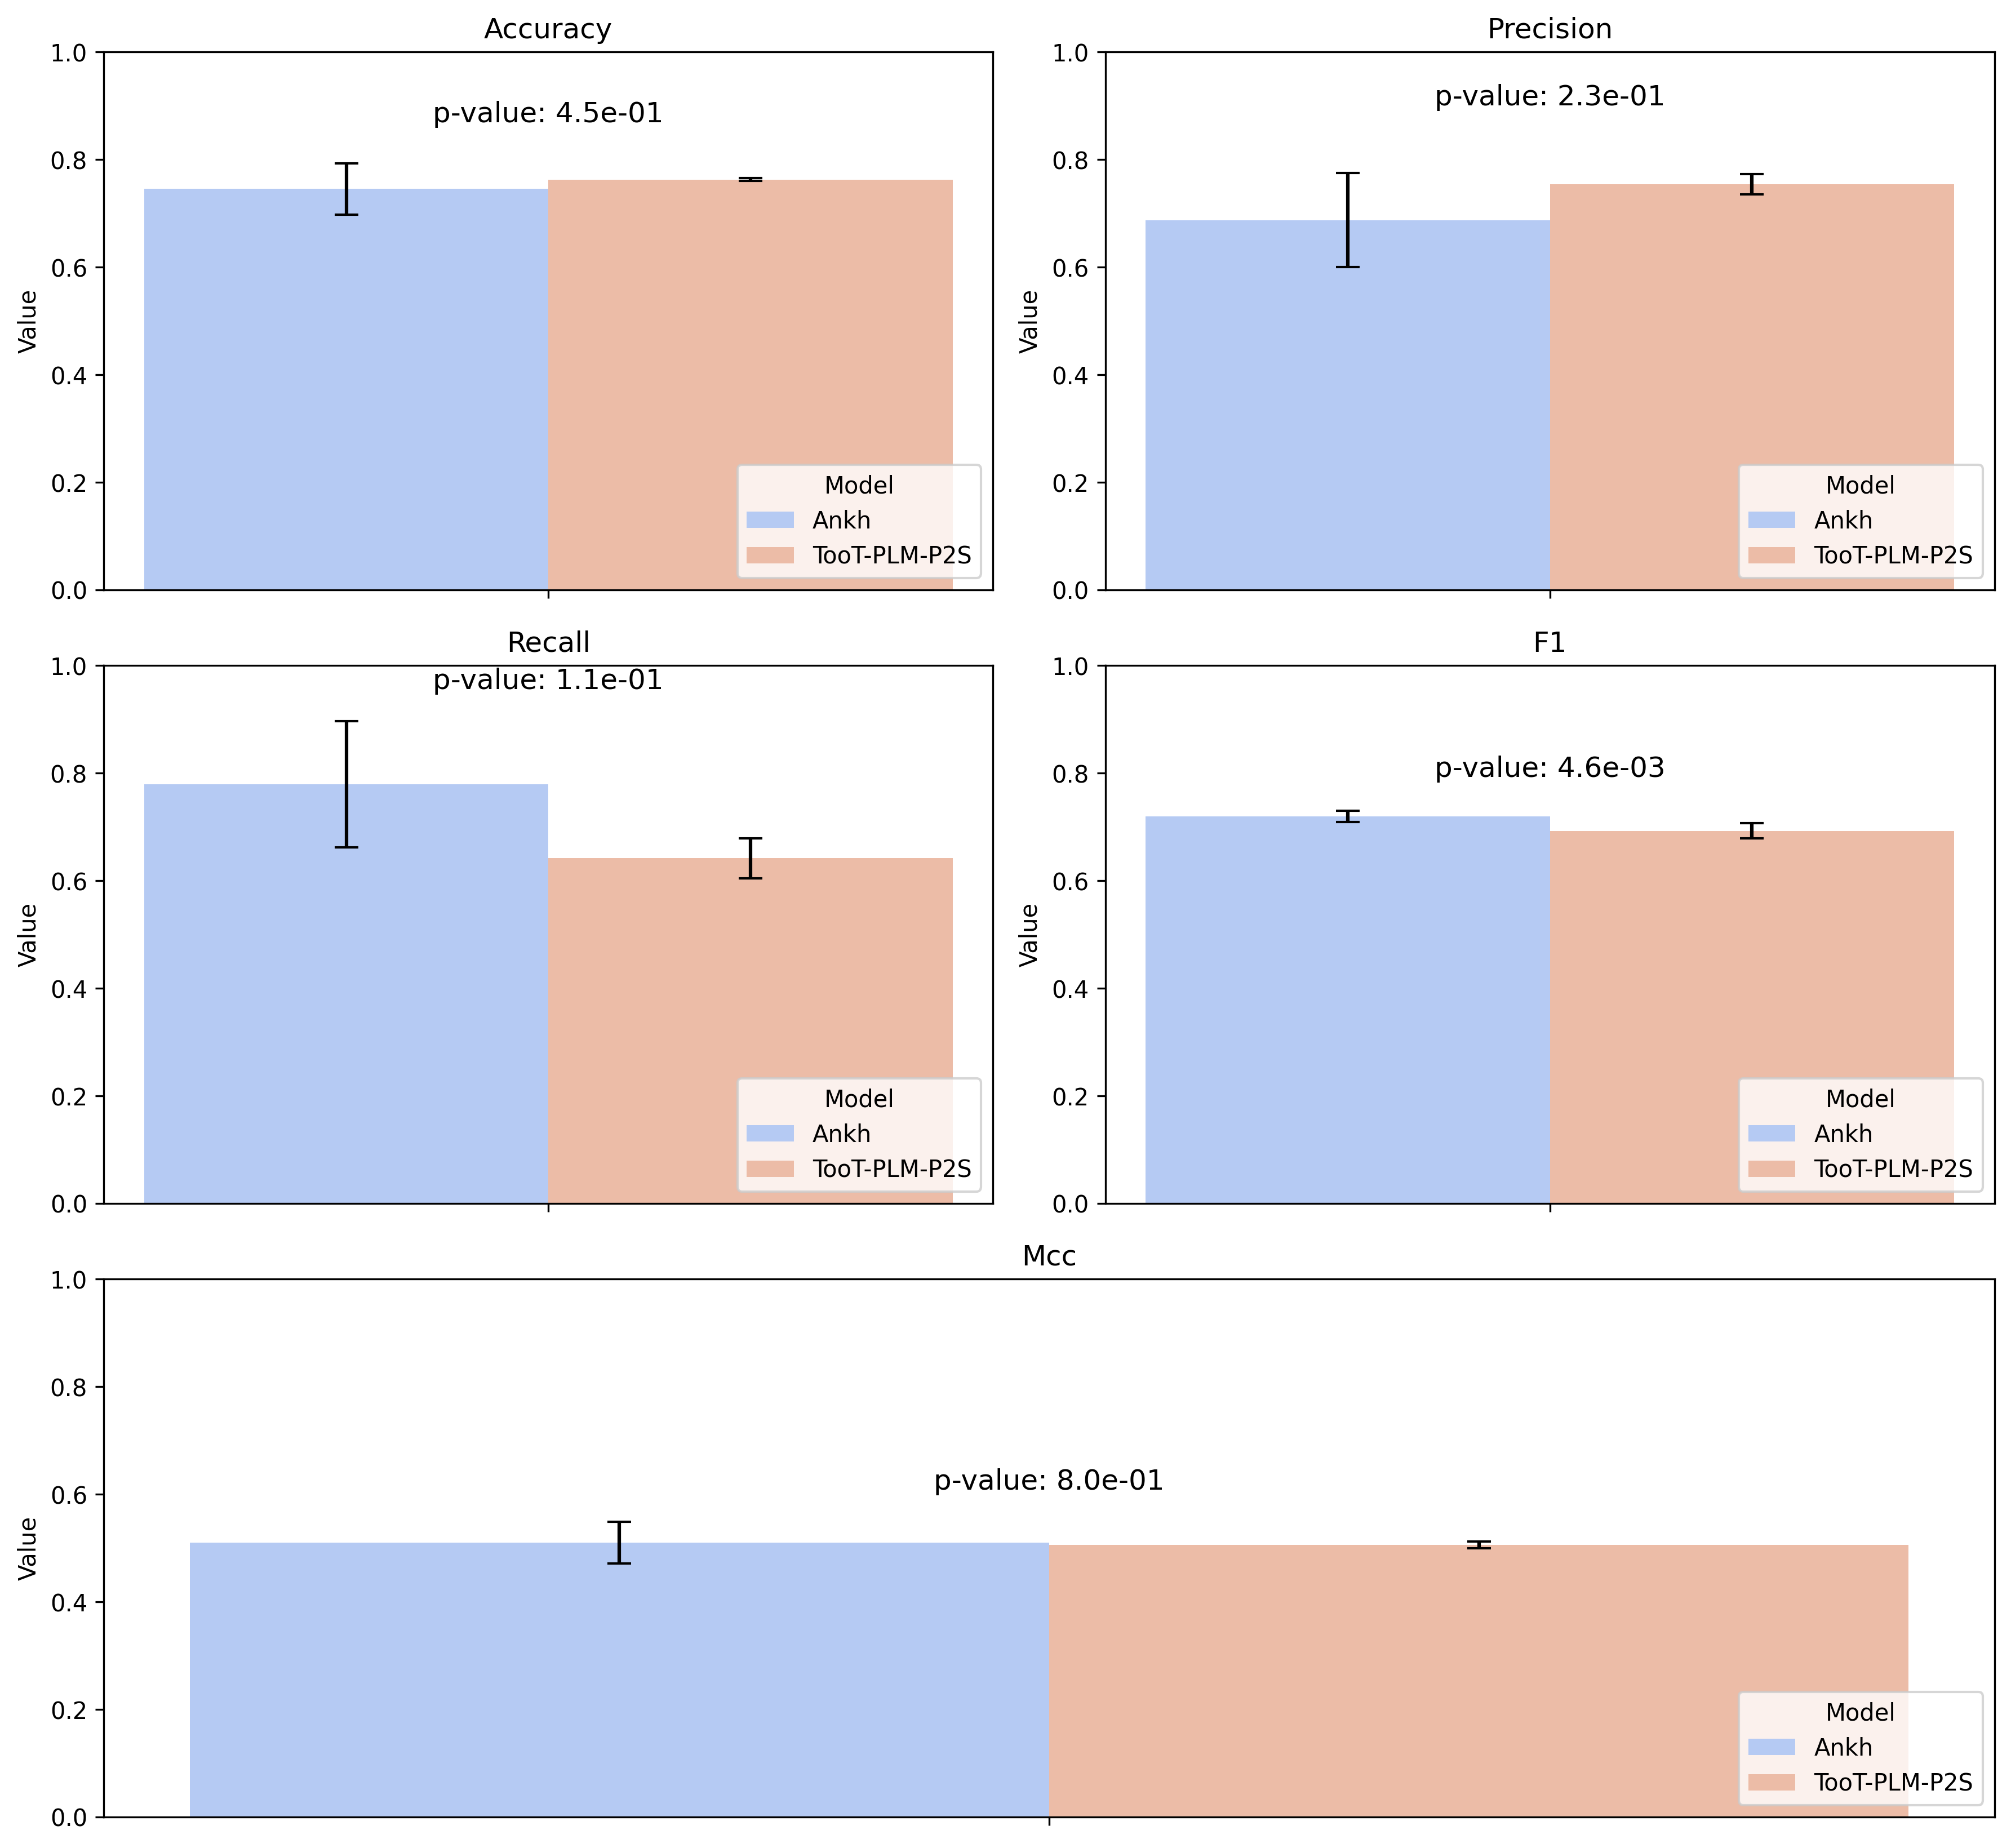 Accuracy
1.0
0.8
0.6
0.4
0.2
0.0
Value
p-value: 4.5e-01
Model
Ankh
TooT-PLM-P2S
Precision
1.0
0.8
0.6
0.4
0.2
0.0
Value
p-value: 2.3e-01
Model
Ankh
TooT-PLM-P2S
Recall
1.0
0.8
0.6
0.4
0.2
0.0
Value
p-value: 1.1e-01
Model
Ankh
TooT-PLM-P2S
F1
1.0
0.8
0.6
0.4
0.2
0.0
Value
p-value: 4.6e-03
Model
Ankh
TooT-PLM-P2S
Mcc
1.0
0.8
0.6
0.4
0.2
0.0
Value
p-value: 8.0e-01
Model
Ankh
TooT-PLM-P2S